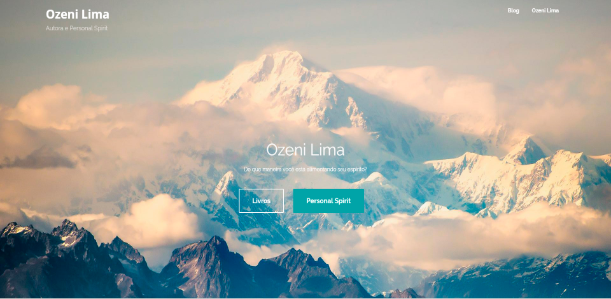 Ozeni Lima
Autora e Personal Spirit
Blog
Ozeni Lima
Ozeni Lima
De que maneira você está alimentando seu espírito?
Livros
Personal Spirit